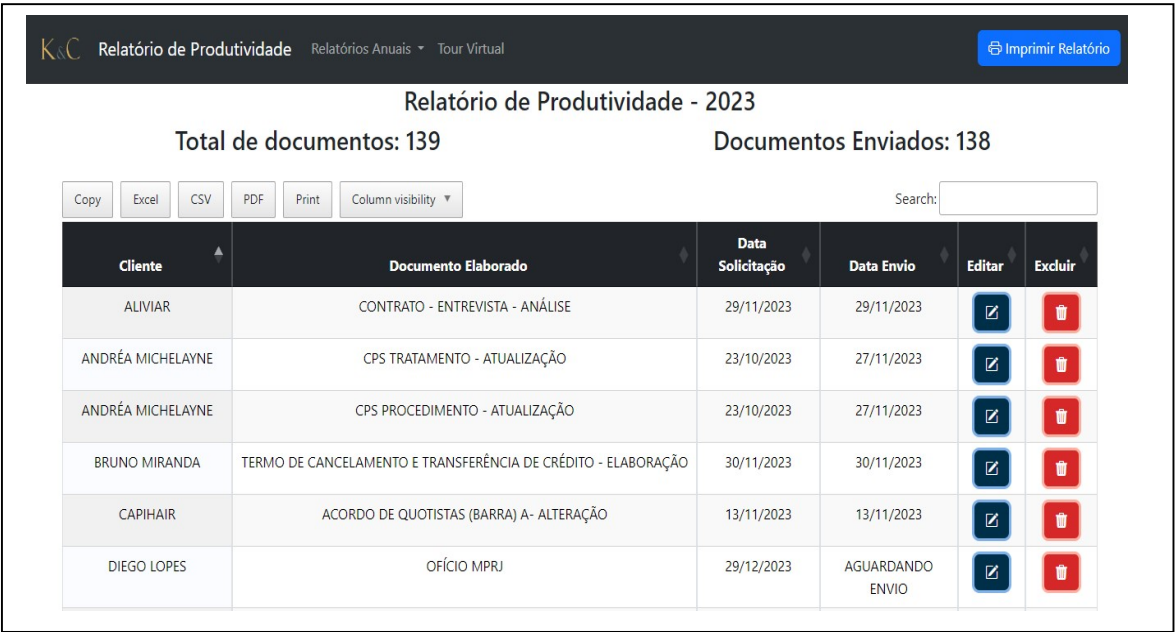 K&C Relatório de Produtividade Relatórios Anuais Tour Virtual Imprimir Relatório
Relatório de Produtividade - 2023
Total de documentos: 139 Documentos Enviados: 138
Copy Excel CSV PDF Print Column visibility Search:
Data
Cliente Documento Elaborado Solicitação Data Envio Editar Excluir
ALIVIAR CONTRATO - ENTREVISTA - ANÁLISE 29/11/2023 29/11/2023
ANDRÉA MICHELAYNE CPS TRATAMENTO - ATUALIZAÇÃO 23/10/2023 27/11/2023
ANDRÉA MICHELAYNE CPS PROCEDIMENTO - ATUALIZAÇÃO 23/10/2023 27/11/2023
BRUNO MIRANDA TERMO DE CANCELAMENTO E TRANSFERÊNCIA DE CRÉDITO - ELABORAÇÃO 30/11/2023 30/11/2023
CAPIHAIR ACORDO DE QUOTISTAS (BARRA) A- ALTERAÇÃO 13/11/2023 13/11/2023
DIEGO LOPES OFÍCIO MPRJ 29/12/2023 AGUARDANDO
ENVIO